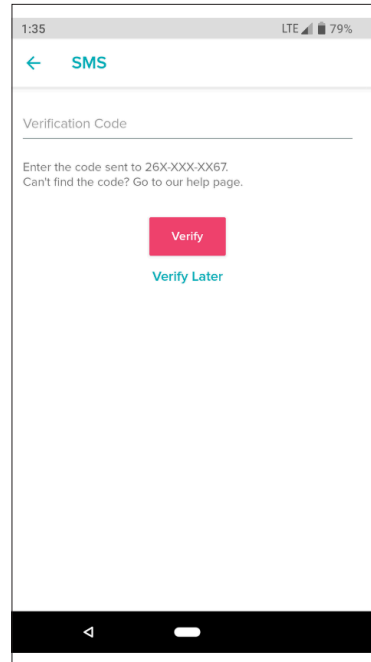 1:35 LTE 79%
SMS
Verification Code
Enter the code sent to 26X-XXX-XX67.
Can't find the code? Go to our help page.
Verify
Verify Later